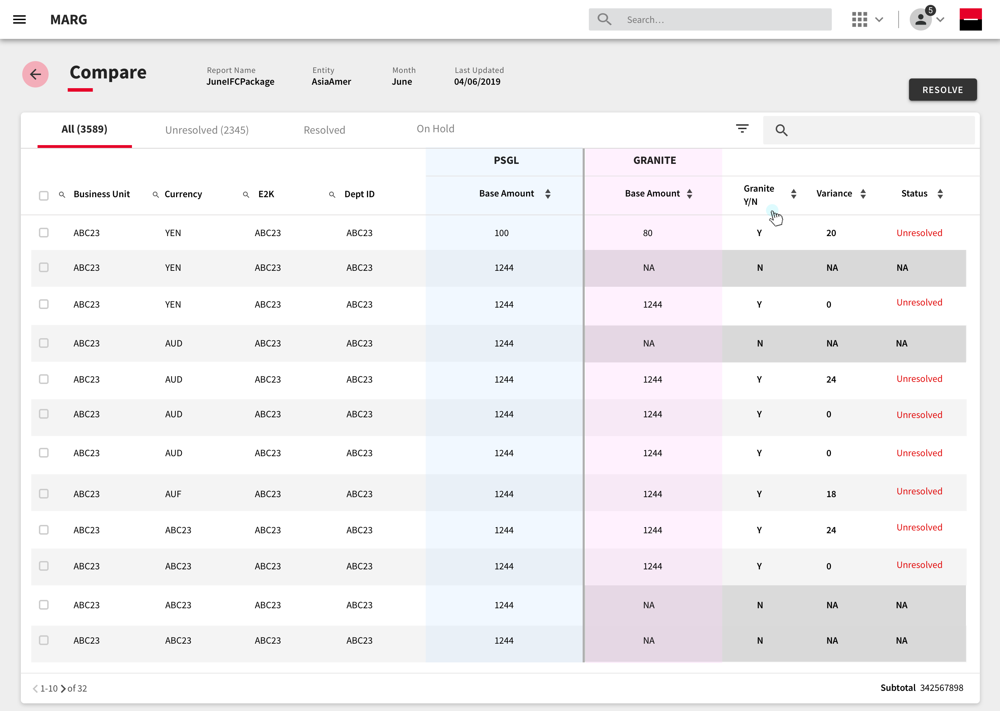 MARG
Search...
5
Compare
Report Name
JuneIFCPackage
Entity
AsiaAmer
Month
June
Last Updated
04/06/2019
RESOLVE
All (3589) Unresolved (2345) Resolved On Hold
PSGL GRANITE
Business Unit Currency E2K Dept ID Base Amount Base Amount Granite Y/N Variance Status
ABC23 YEN ABC23 ABC23 100 80 Y 20 Unresolved
ABC23 YEN ABC23 ABC23 1244 NA N NA NA
ABC23 YEN ABC23 ABC23 1244 1244 Y 0 Unresolved
ABC23 AUD ABC23 ABC23 1244 NA N NA NA
ABC23 AUD ABC23 ABC23 1244 1244 Y 24 Unresolved
ABC23 AUD ABC23 ABC23 1244 1244 Y 0 Unresolved
ABC23 AUD ABC23 ABC23 1244 1244 Y 0 Unresolved
ABC23 AUF ABC23 ABC23 1244 1244 Y 18 Unresolved
ABC23 ABC23 ABC23 ABC23 1244 1244 Y 24 Unresolved
ABC23 ABC23 ABC23 ABC23 1244 1244 Y 0 Unresolved
ABC23 ABC23 ABC23 ABC23 1244 NA N NA NA
ABC23 ABC23 ABC23 ABC23 1244 NA N NA NA
1-10 of 32
Subtotal 342567898